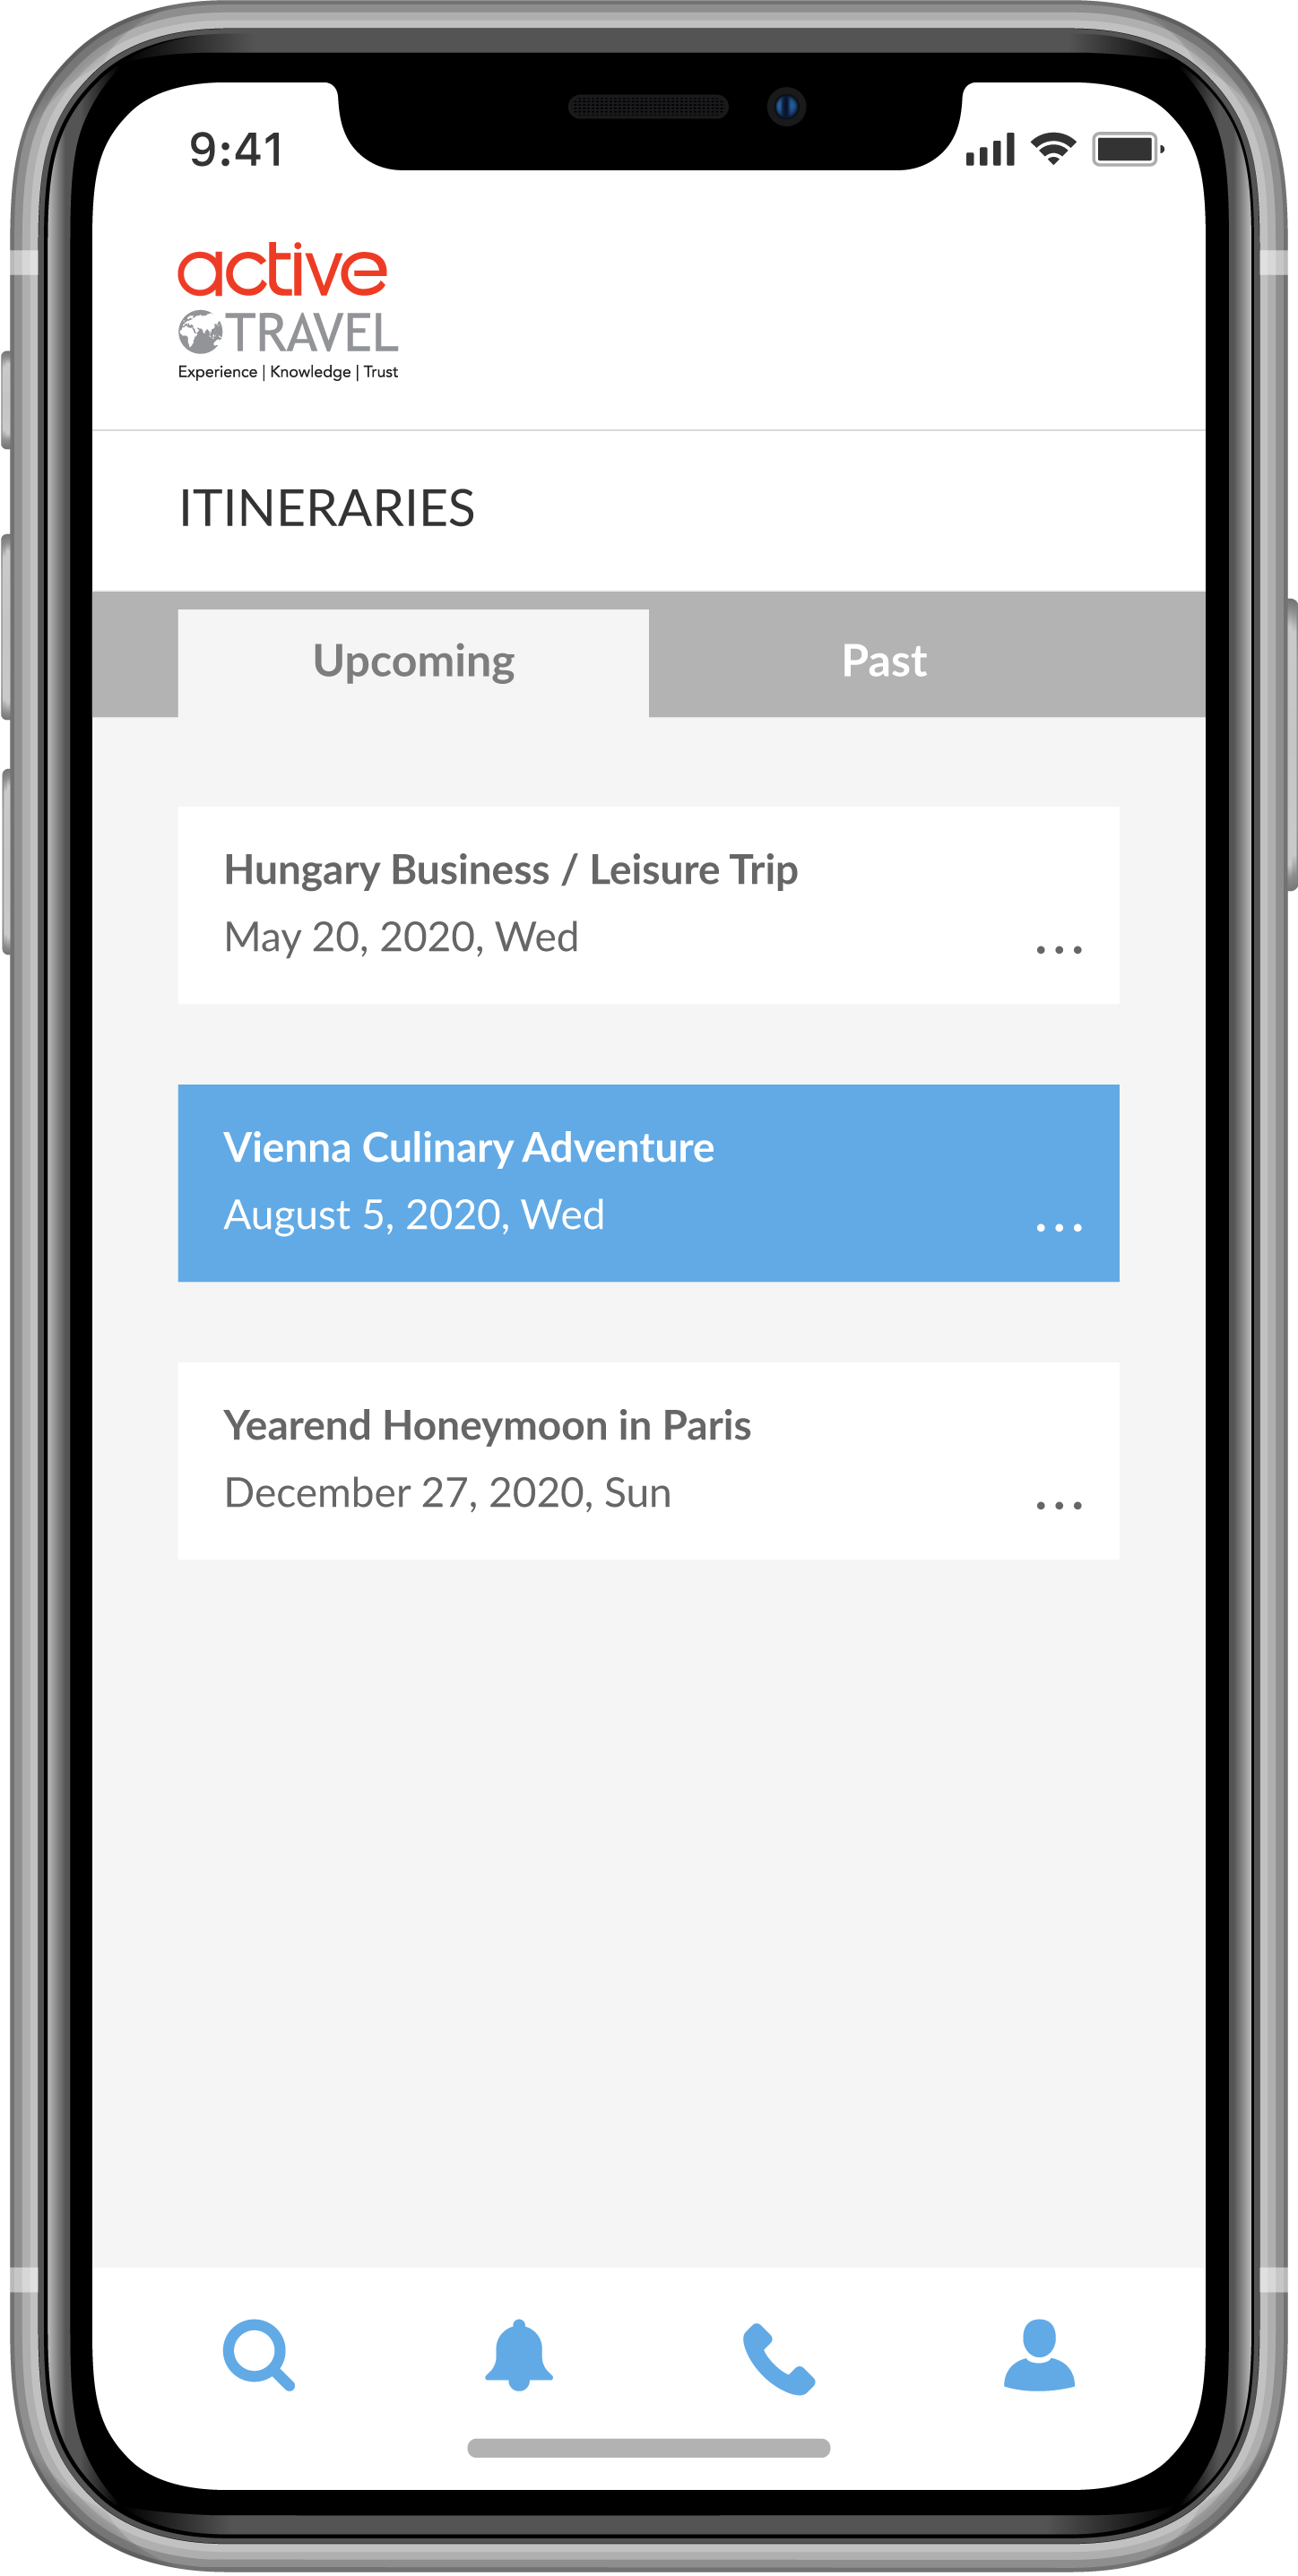 9:41
active
TRAVEL
Experience | Knowledge | Trust
ITINERARIES
Upcoming
Past
Hungary Business / Leisure Trip
May 20, 2020, Wed
...
Vienna Culinary Adventure
August 5, 2020, Wed
...
Yearend Honeymoon in Paris
December 27, 2020, Sun
...